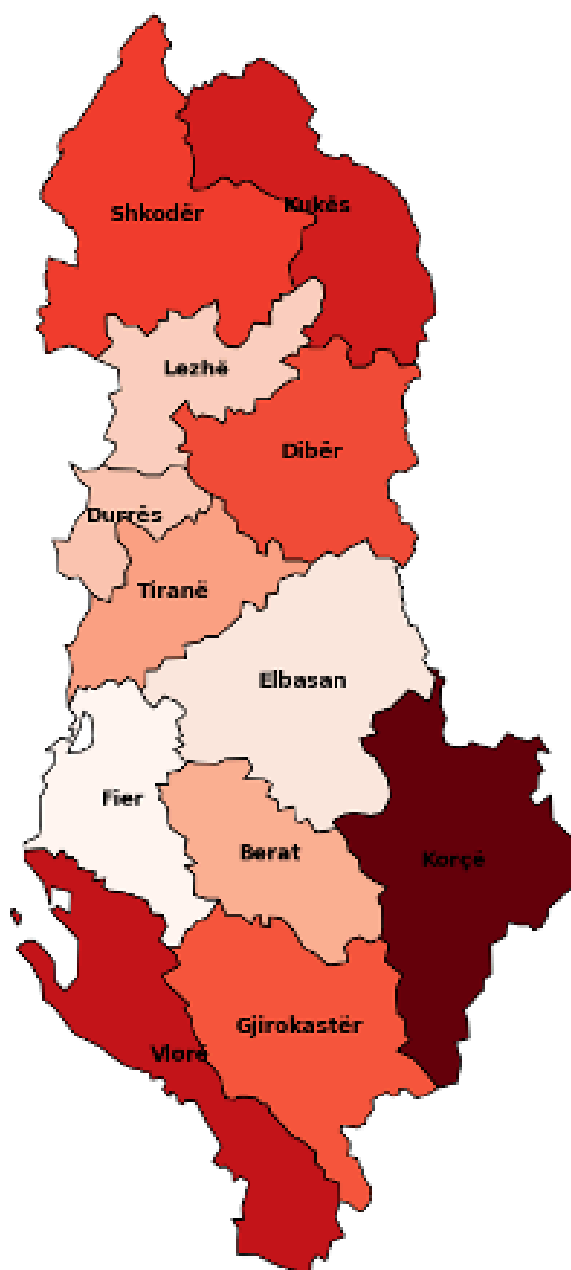 Shkodër
Kukës
Lezhë
Dibër
Durrës
Tiranë
Elbasan
Fier
Berat
Korçë
Gjirokastër
Vlorë